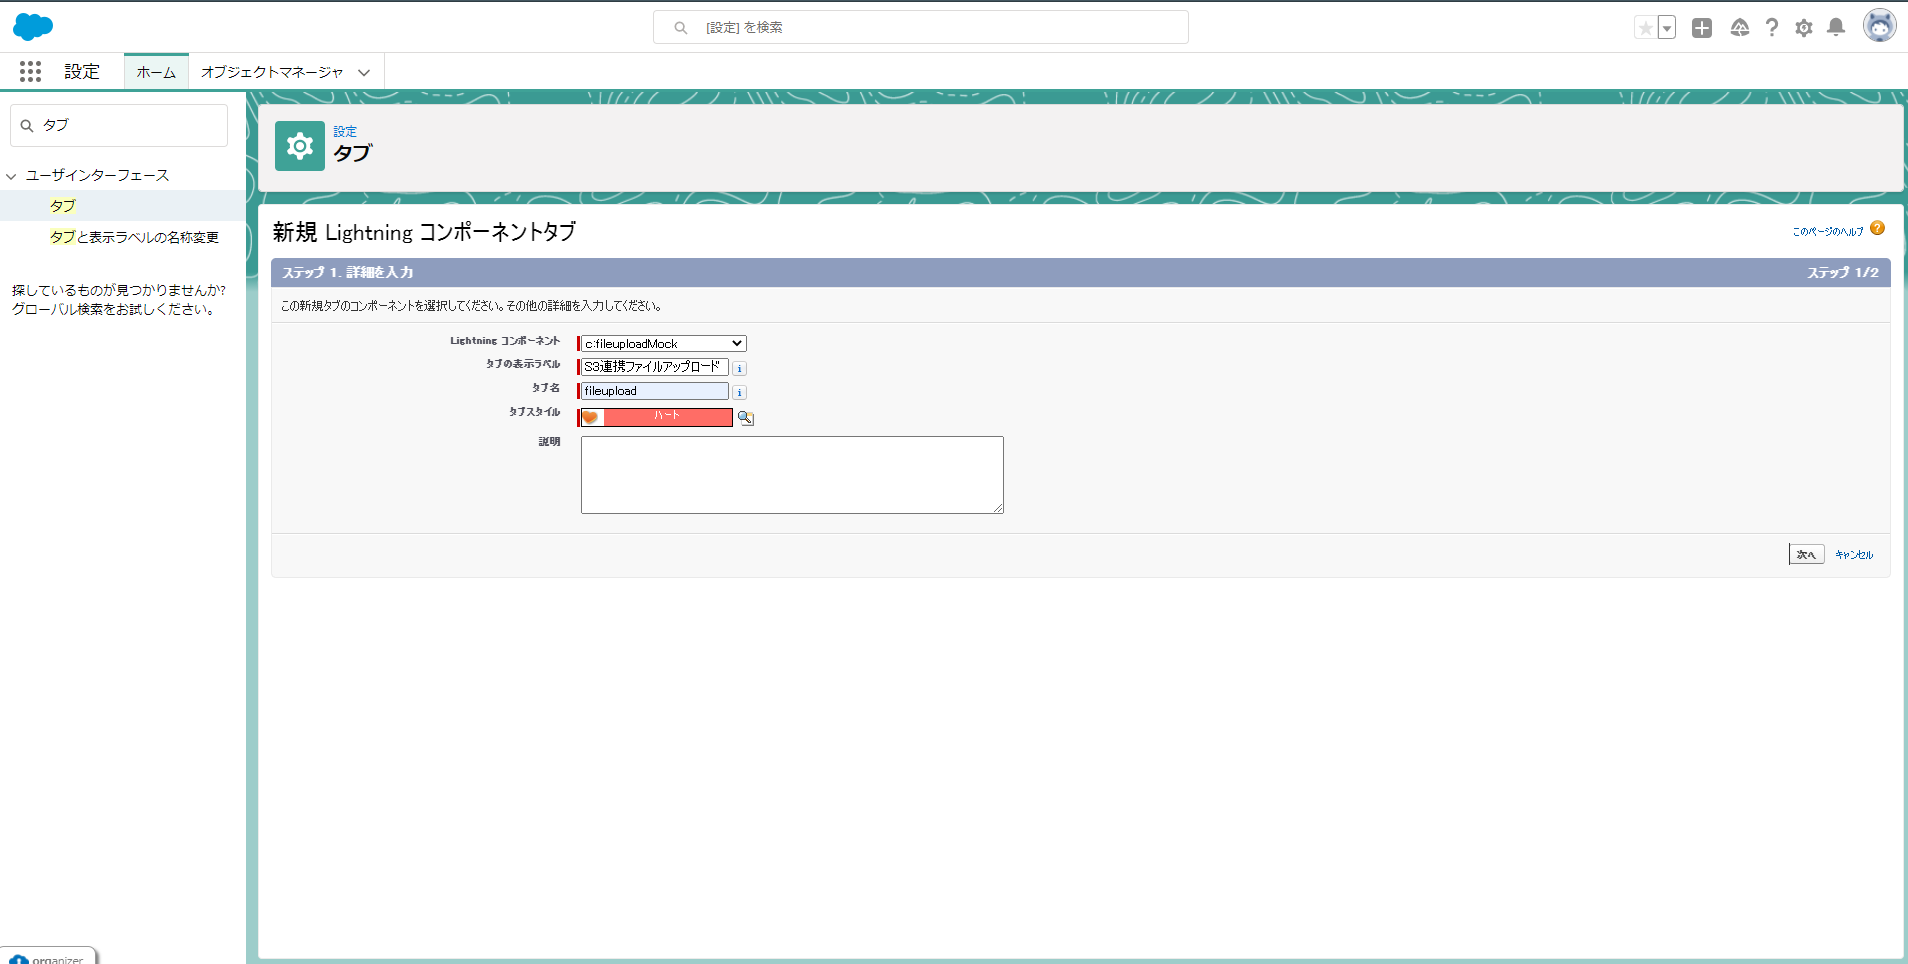 [設定] を検索
設定
ホーム
オブジェクトマネージャ
タブ
ユーザインターフェース
タブ
タブと表示ラベルの名称変更
探しているものが見つかりませんか?
グローバル検索をお試しください。
設定
タブ
新規 Lightning コンポーネントタブ
このページのヘルプ
ステップ 1. 詳細を入力
ステップ 1/2
この新規タブのコンポーネントを選択してください。その他の詳細を入力してください。
Lightning コンポーネント
c:fileuploadMock
タブの表示ラベル
S3連携ファイルアップロード
タブ名
fileupload
タブスタイル
ハート
説明
次へ
キャンセル
organizer